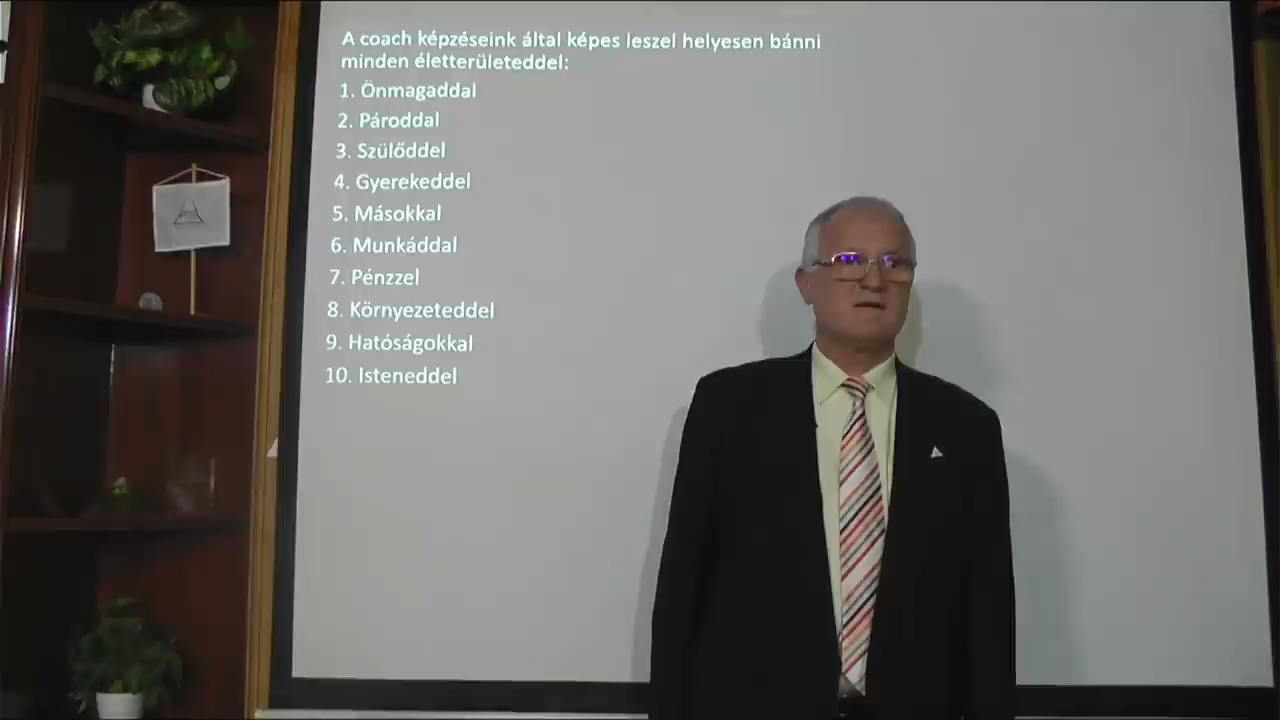 A coach képzéseink által képes leszel helyesen bánni
minden életterületeddel:
1. Önmagaddal
2. Pároddal
3. Szülőddel
4. Gyerekeddel
5. Másokkal
6. Munkáddal
7. Pénzzel
8. Környezeteddel
9. Hatóságokkal
10. Isteneddel